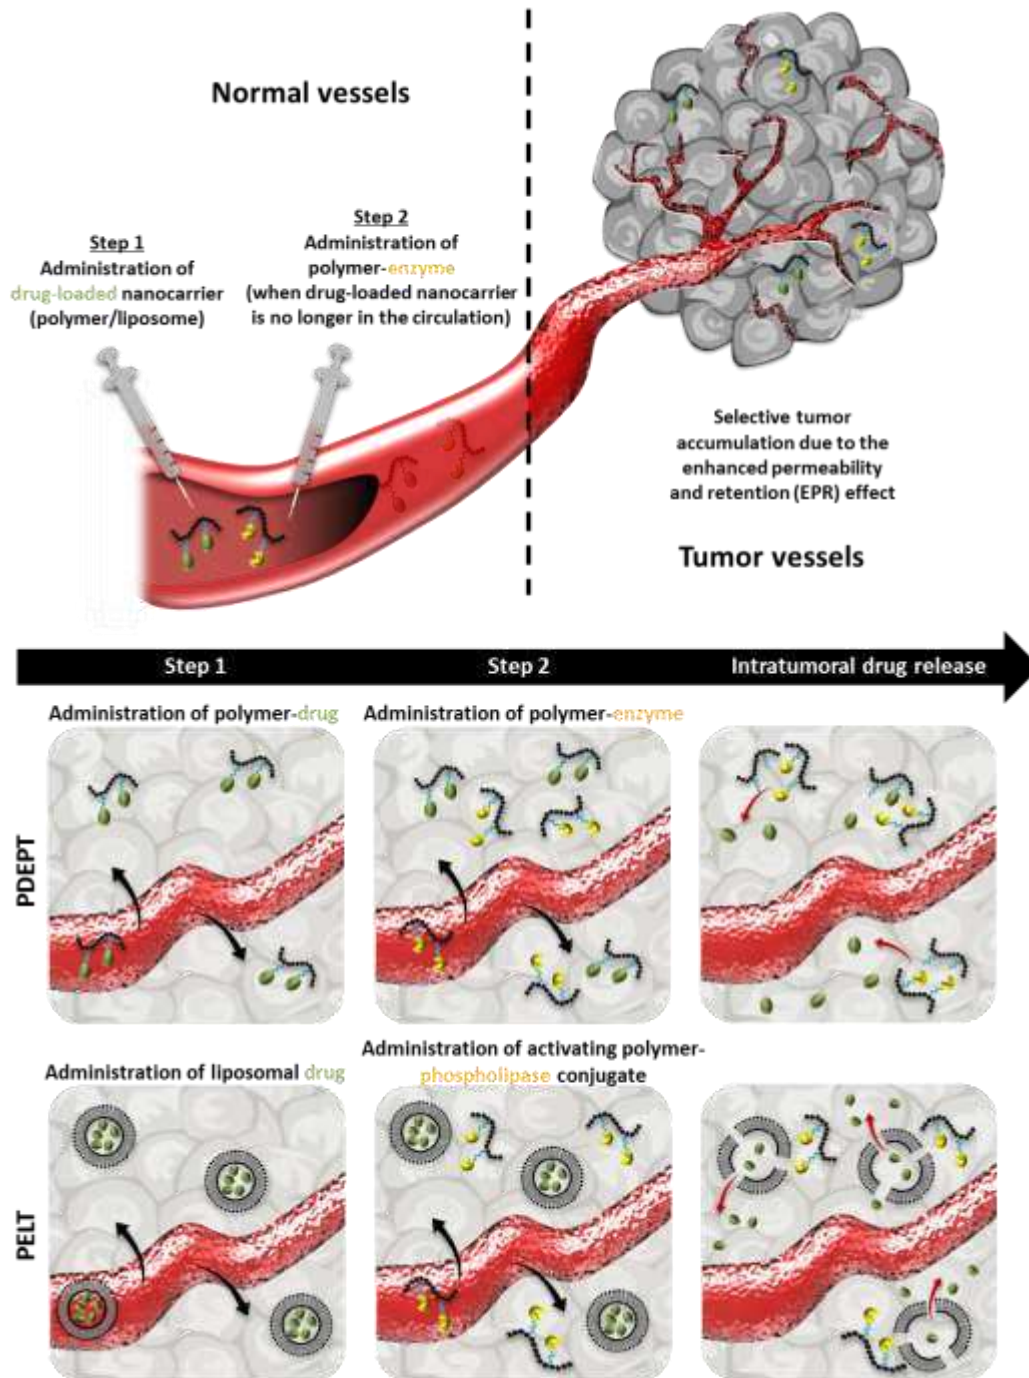 Normal vessels
Step 1
Administration of
drug-loaded nanocarrier
(polymer/liposome)
Step 2
Administration of
polymer-enzyme
(when drug-loaded nanocarrier
is no longer in the circulation)
Selective tumor
accumulation due to the
enhanced permeability
and retention (EPR) effect
Tumor vessels
Step 1
Step 2
Intratumoral drug release
PDEPT
Administration of polymer-drug
Administration of polymer-enzyme
PELT
Administration of liposomal drug
Administration of activating polymer-
phospholipase conjugate